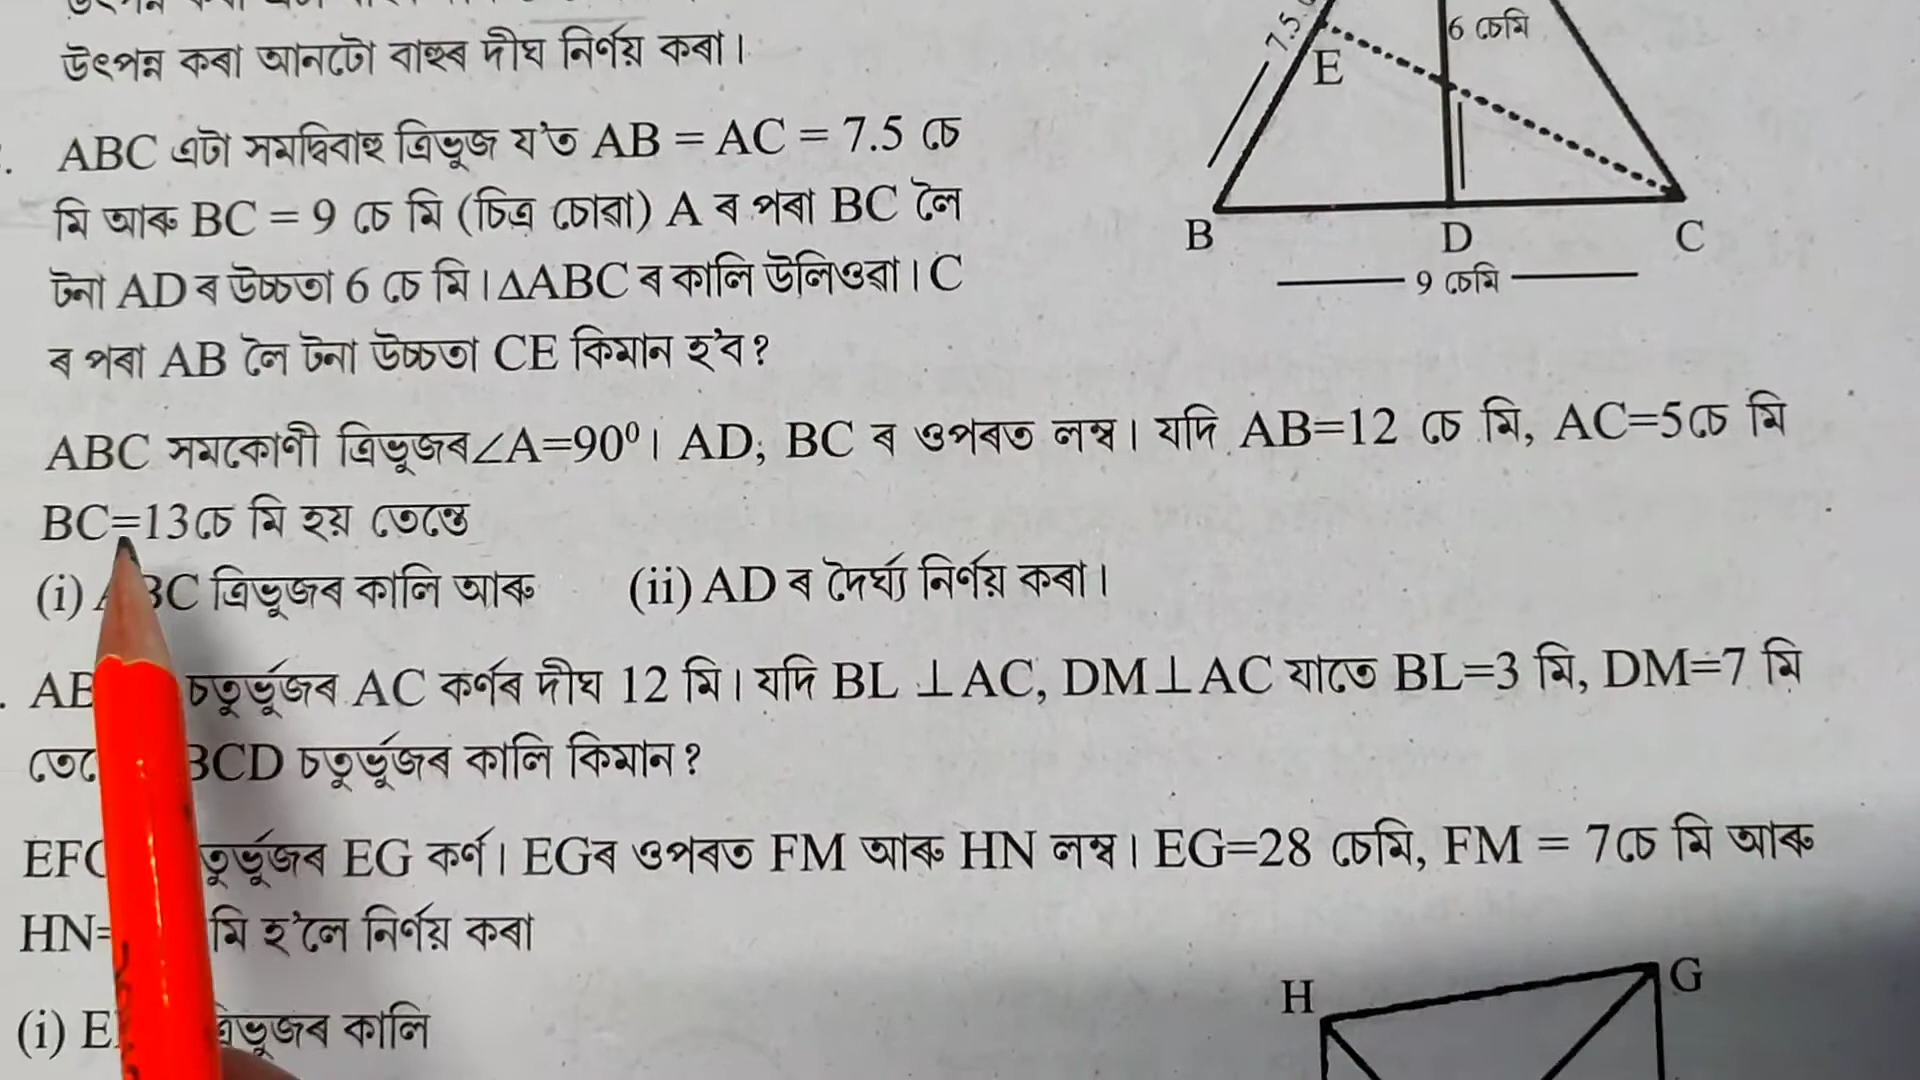 উৎপন্ন কৰা আনটো বাহুৰ দীঘ নিৰ্ণয় কৰা।
ABC এটা সমদ্বিবাহু ত্ৰিভূজ য'ত AB = AC = 7.5 চে
মি আৰু BC = 9 চে মি (চিত্ৰ চোৱা) A ৰ পৰা BC লৈ
টনা AD ৰ উচ্চতা 6 চে মি। ΔABC ৰ কালি উলিওৱা। C
ৰ পৰা AB লৈ টনা উচ্চতা CE কিমান হ'ব?
7.5
6 চেমি
E
B D C
9 চেমি
ABC সমকোণী ত্ৰিভূজৰ∠A=90⁰। AD; BC ৰ ওপৰত লম্ব। যদি AB=12 চে মি, AC=5চে মি
BC=13চে মি হয় তেন্তে
(i) BC ত্ৰিভূজৰ কালি আৰু (ii) AD ৰ দৈৰ্ঘ্য নিৰ্ণয় কৰা।
চতুৰ্ভূজৰ AC কৰ্ণৰ দীঘ 12 মি। যদি BL ⊥AC, DM⊥AC যাতে BL=3 মি, DM=7 মি
BCD চতুৰ্ভূজৰ কালি কিমান?
EG কৰ্ণ। EGৰ ওপৰত FM আৰু HN লম্ব। EG=28 চেমি, FM = 7চে মি আৰু
HN= মি হ'লে নিৰ্ণয় কৰা
(i) কালি
H G